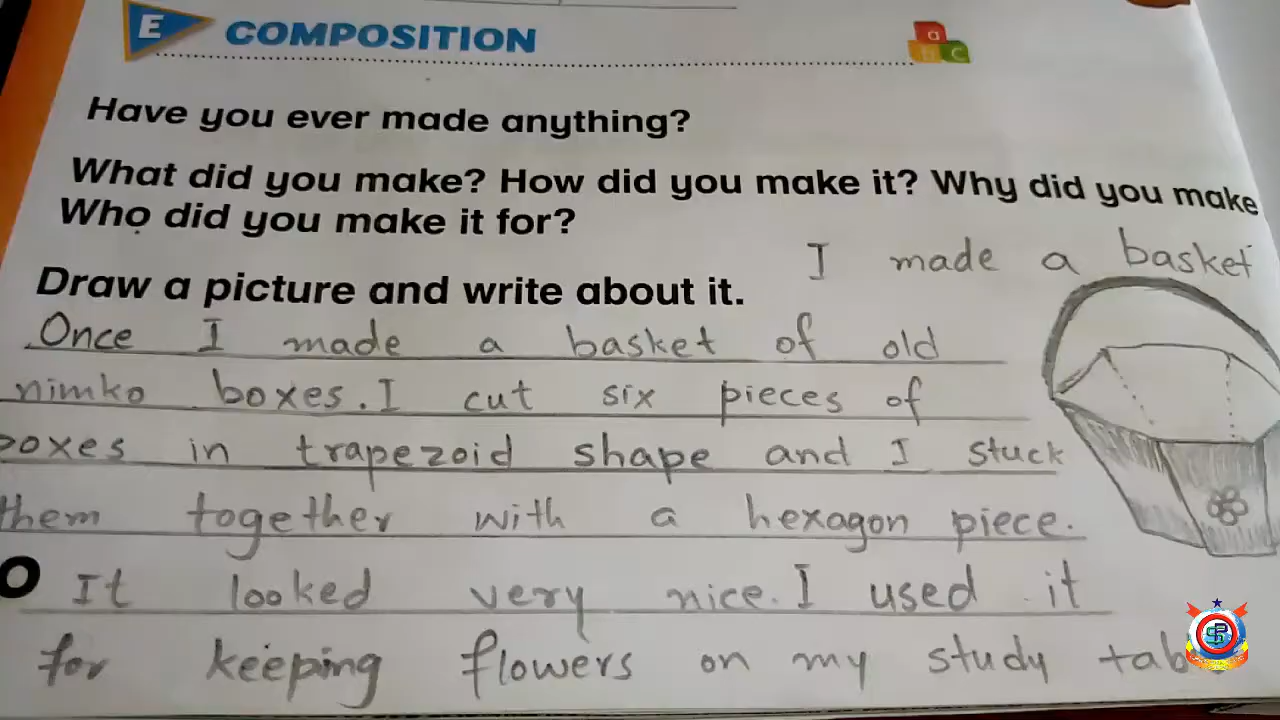 E COMPOSITION
a
C
Have you ever made anything?
What did you make? How did you make it? Why did you make
Who did you make it for?
I made a basket
Draw a picture and write about it.
Once I made a basket of old
nimko boxes. I cut six pieces of
boxes in trapezoid shape and I stuck
them together with a hexagon piece.
It looked very nice. I used it
for keeping flowers on my study tab